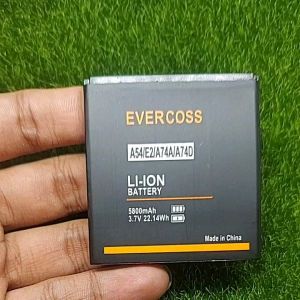 EVERCOSS
A54/E2/A74A/A74D
LI-ION
BATTERY
5800mAh
3.7V 22.14Wh
Made in China